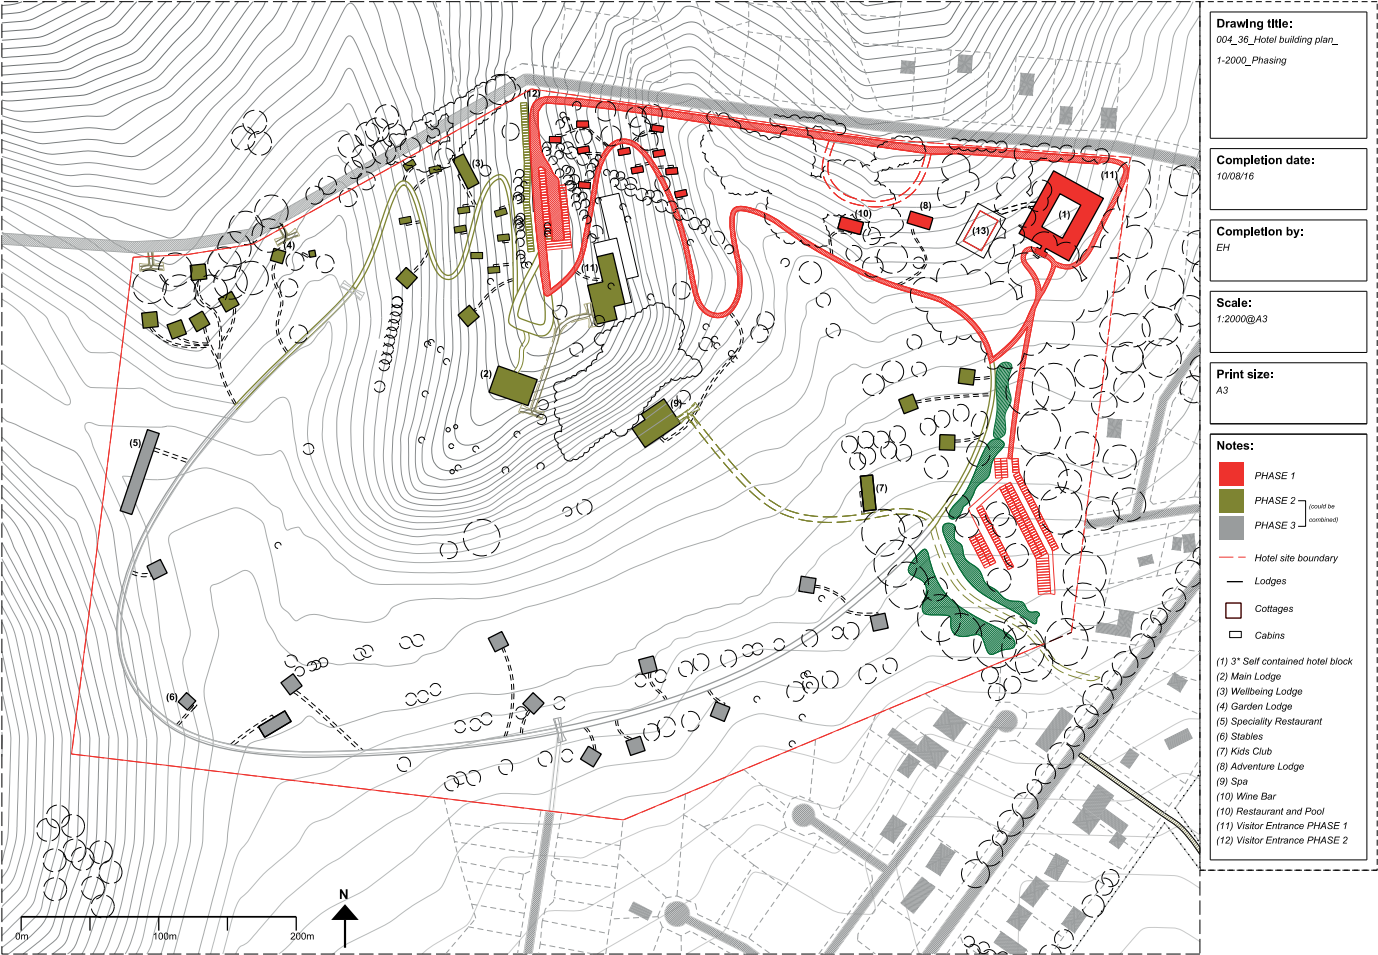 Drawing title:
004_36_Hotel building plan_
1-2000_Phasing
Completion date:
10/08/16
Completion by:
EH
Scale:
1:2000@A3
Print size:
A3
Notes:
PHASE 1
PHASE 2
(could be
combined)
PHASE 3
Hotel site boundary
Lodges
Cottages
Cabins
(1) 3* Self contained hotel block
(2) Main Lodge
(3) Wellbeing Lodge
(4) Garden Lodge
(5) Speciality Restaurant
(6) Stables
(7) Kids Club
(8) Adventure Lodge
(9) Spa
(10) Wine Bar
(10) Restaurant and Pool
(11) Visitor Entrance PHASE 1
(12) Visitor Entrance PHASE 2
(12)
(3)
(11)
(10)
(8)
(1)
(13)
(4)
(11)
(2)
(9)
(5)
(7)
(6)
N
0m
100m
200m